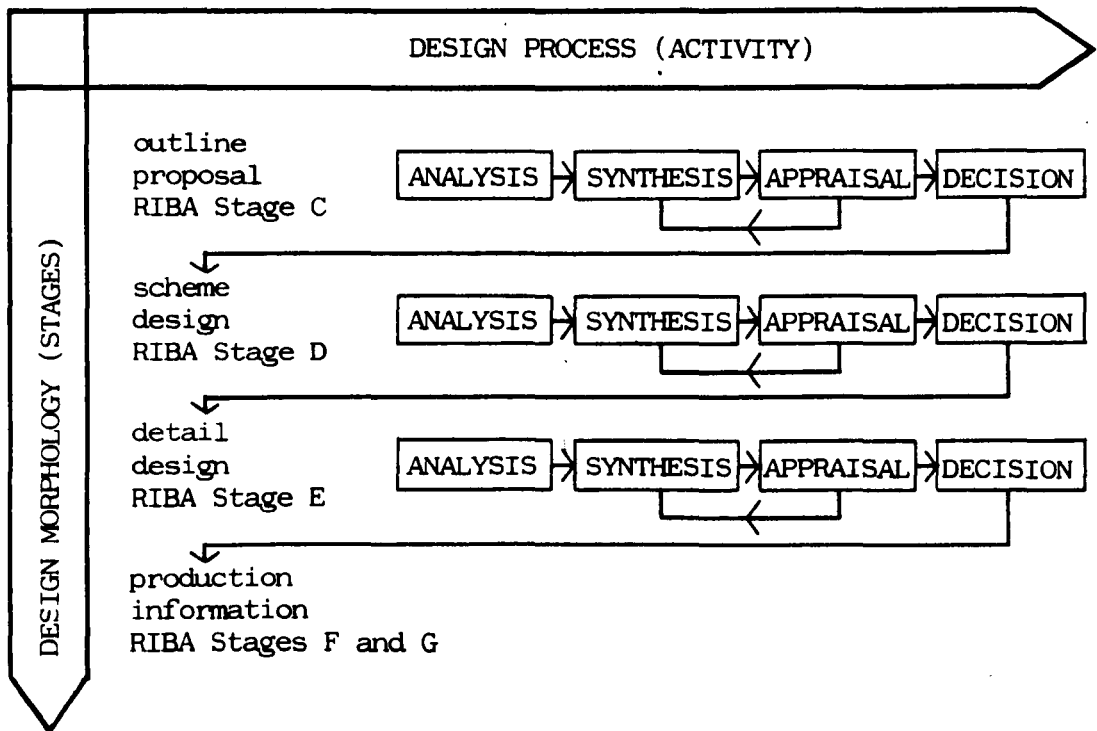 DESIGN PROCESS (ACTIVITY)
DESIGN MORPHOLOGY (STAGES)
outline
proposal
RIBA Stage C
ANALYSIS SYNTHESIS APPRAISAL DECISION
scheme
design
RIBA Stage D
ANALYSIS SYNTHESIS APPRAISAL DECISION
detail
design
RIBA Stage E
ANALYSIS SYNTHESIS APPRAISAL DECISION
production
information
RIBA Stages F and G